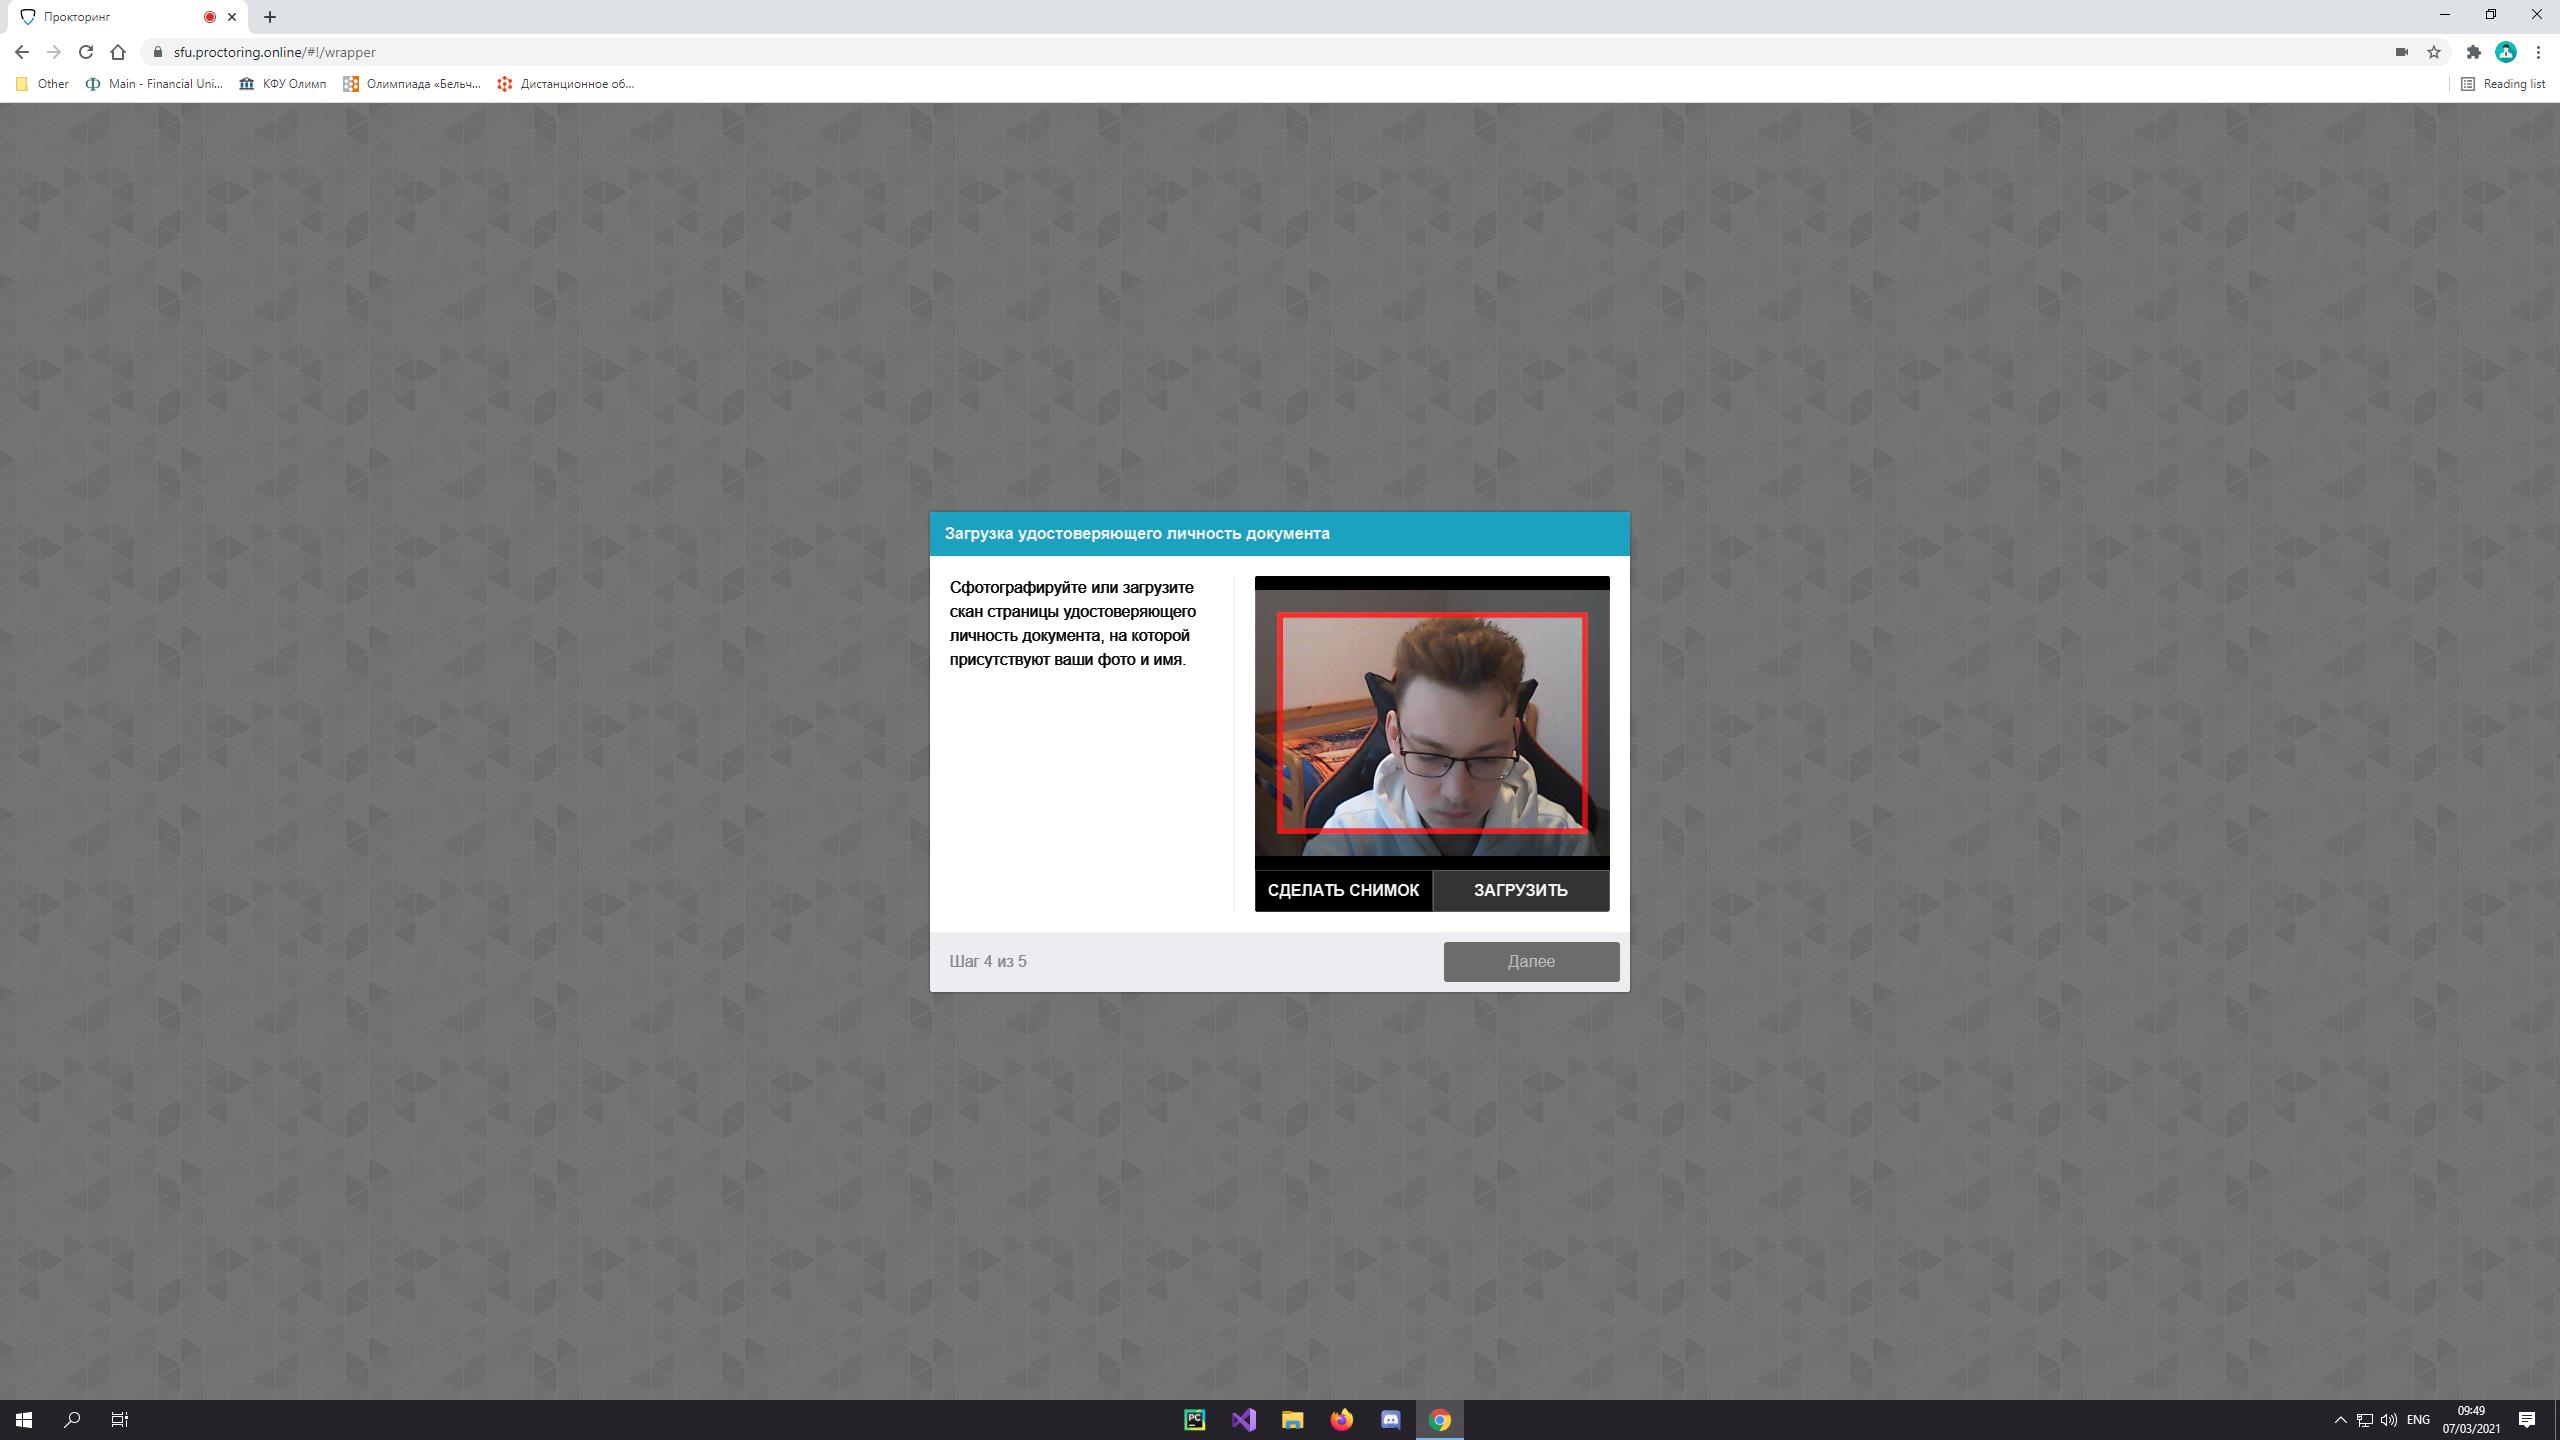 Прокторинг
sfu.proctoring.online/#!/wrapper
Other
Main - Financial Uni...
КФУ Олимп
Олимпиада «Бельч...
Дистанционное об...
Reading list
Загрузка удостоверяющего личность документа
Сфотографируйте или загрузите
скан страницы удостоверяющего
личность документа, на которой
присутствуют ваши фото и имя.
СДЕЛАТЬ СНИМОК
ЗАГРУЗИТЬ
Шаг 4 из 5
Далее
PC
ENG
09:49
07/03/2021